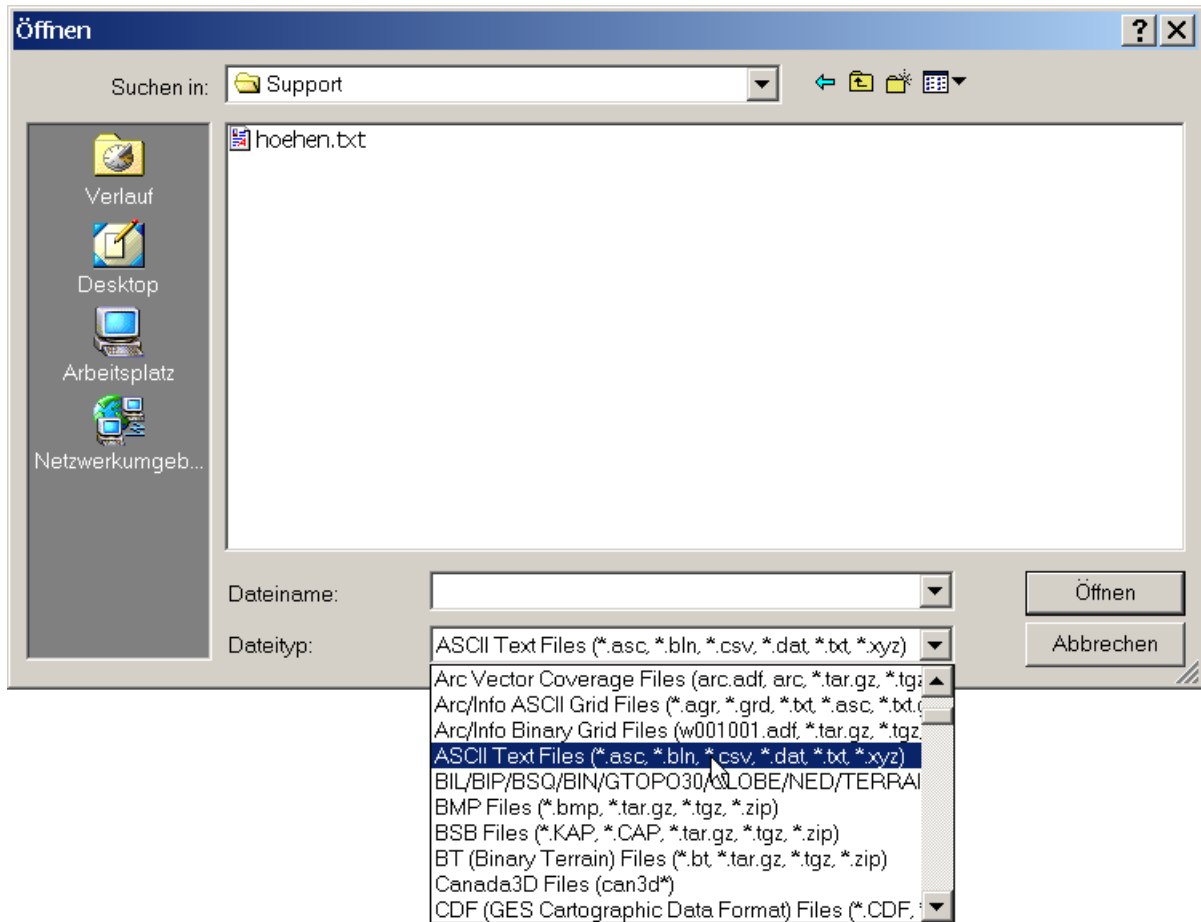 Öffnen
Suchen in: Support
hoehen.txt
Verlauf
Desktop
Arbeitsplatz
Netzwerkumgeb...
Dateiname:
Öffnen
Dateityp: ASCII Text Files (*.asc, *.bln, *.csv, *.dat, *.txt, *.xyz)
Abbrechen
Arc Vector Coverage Files (arc.adf, arc, *.tar.gz, *.tgz
Arc/Info ASCII Grid Files (*.agr, *.grd, *.txt, *.asc, *.txt.g
Arc/Info Binary Grid Files (w001001.adf, *.tar.gz, *.tgz,
ASCII Text Files (*.asc, *.bln, *.csv, *.dat, *.txt, *.xyz)
BIL/BIP/BSQ/BIN/GTOPO30/GLOBE/NED/TERRAI
BMP Files (*.bmp, *.tar.gz, *.tgz, *.zip)
BSB Files (*.KAP, *.CAP, *.tar.gz, *.tgz, *.zip)
BT (Binary Terrain) Files (*.bt, *.tar.gz, *.tgz, *.zip)
Canada3D Files (can3d*)
CDF (GES Cartographic Data Format) Files (*.CDF, *